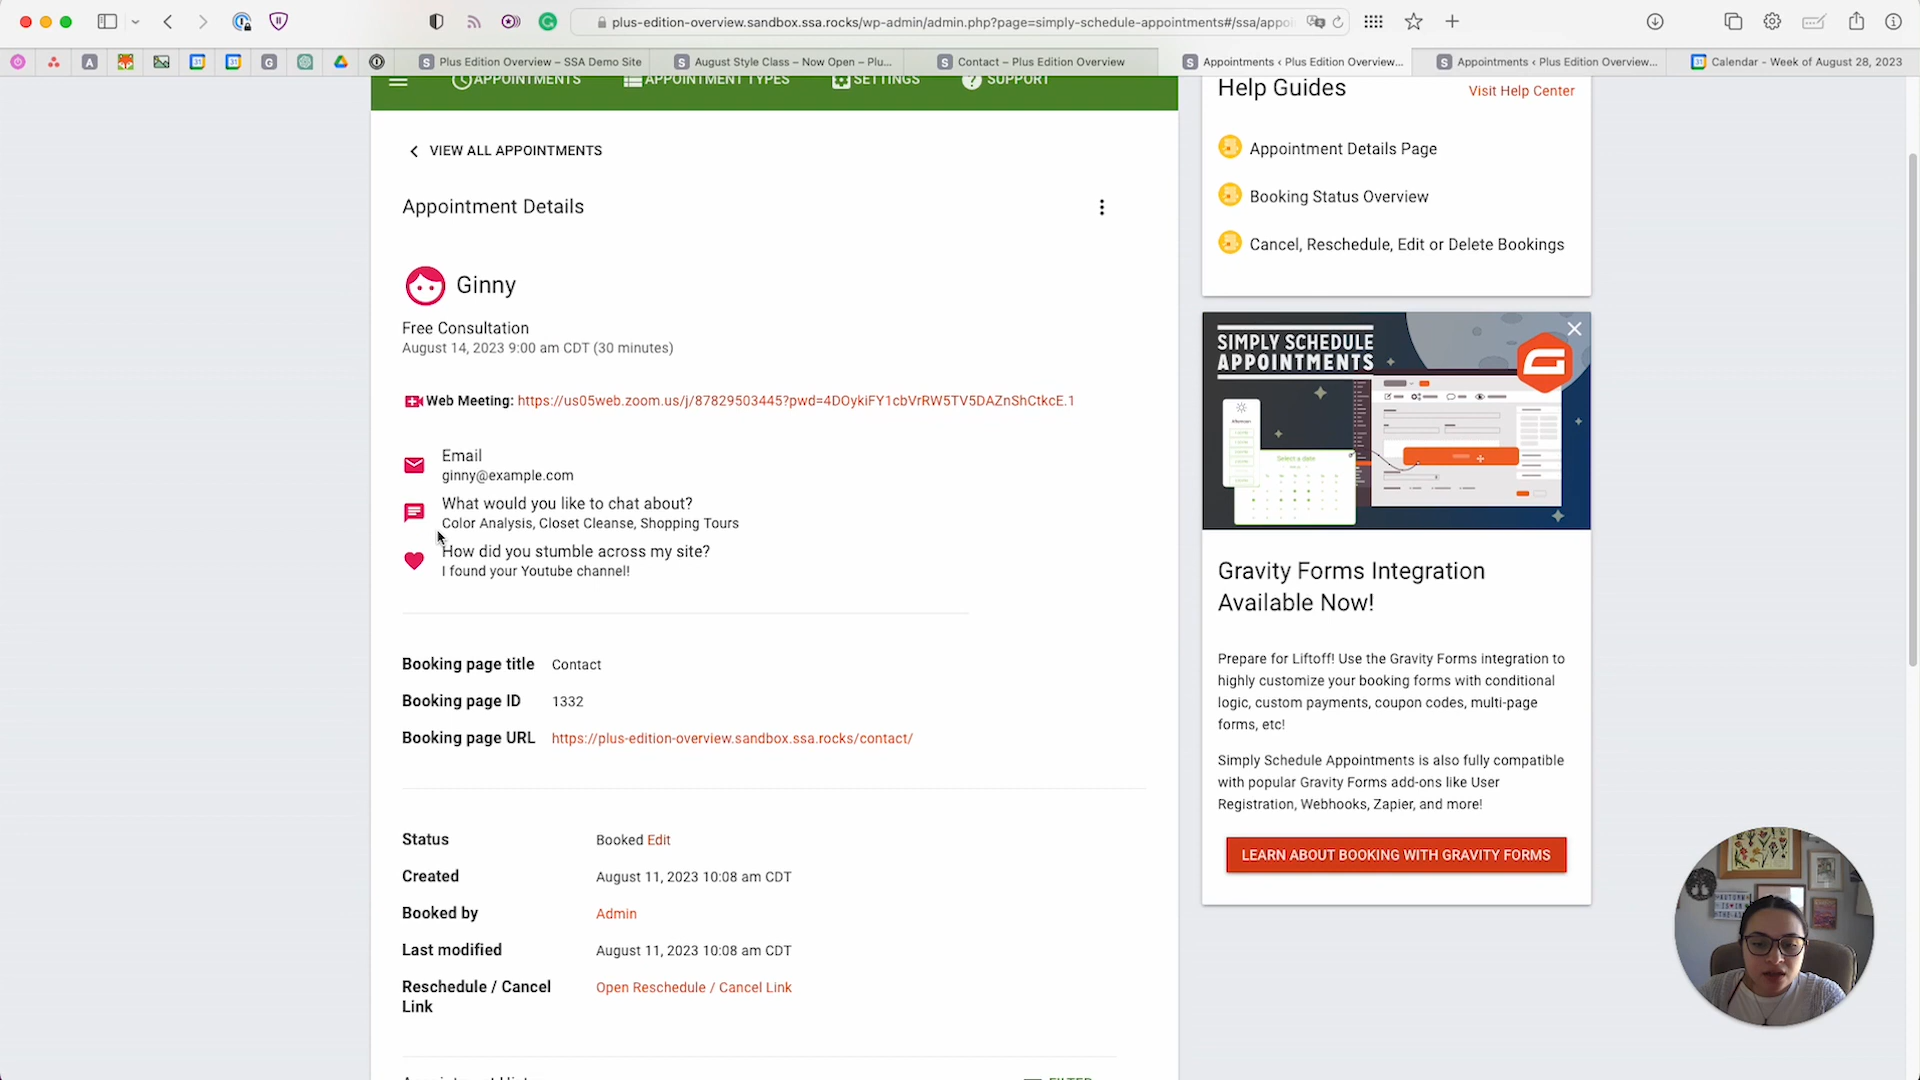 plus-edition-overview.sandbox.ssa.rocks/wp-admin/admin.php?page=simply-schedule-appointments#/ssa/appoi
Plus Edition Overview – SSA Demo Site
August Style Class – Now Open – Plu...
Contact – Plus Edition Overview
Appointments ‹ Plus Edition Overview...
Appointments ‹ Plus Edition Overview...
Calendar - Week of August 28, 2023
APPOINTMENTS
APPOINTMENT TYPES
SETTINGS
SUPPORT
VIEW ALL APPOINTMENTS
Appointment Details
Ginny
Free Consultation
August 14, 2023 9:00 am CDT (30 minutes)
Web Meeting: https://us05web.zoom.us/j/87829503445?pwd=4DOykiFY1cbVrRW5TV5DAZnShCtkcE.1
Email
ginny@example.com
What would you like to chat about?
Color Analysis, Closet Cleanse, Shopping Tours
How did you stumble across my site?
I found your Youtube channel!
Booking page title Contact
Booking page ID 1332
Booking page URL https://plus-edition-overview.sandbox.ssa.rocks/contact/
Status Booked Edit
Created August 11, 2023 10:08 am CDT
Booked by Admin
Last modified August 11, 2023 10:08 am CDT
Reschedule / Cancel
Link
Open Reschedule / Cancel Link
Help Guides
Visit Help Center
Appointment Details Page
Booking Status Overview
Cancel, Reschedule, Edit or Delete Bookings
SIMPLY SCHEDULE
APPOINTMENTS
Select a date
Gravity Forms Integration
Available Now!
Prepare for Liftoff! Use the Gravity Forms integration to
highly customize your booking forms with conditional
logic, custom payments, coupon codes, multi-page
forms, etc!
Simply Schedule Appointments is also fully compatible
with popular Gravity Forms add-ons like User
Registration, Webhooks, Zapier, and more!
LEARN ABOUT BOOKING WITH GRAVITY FORMS